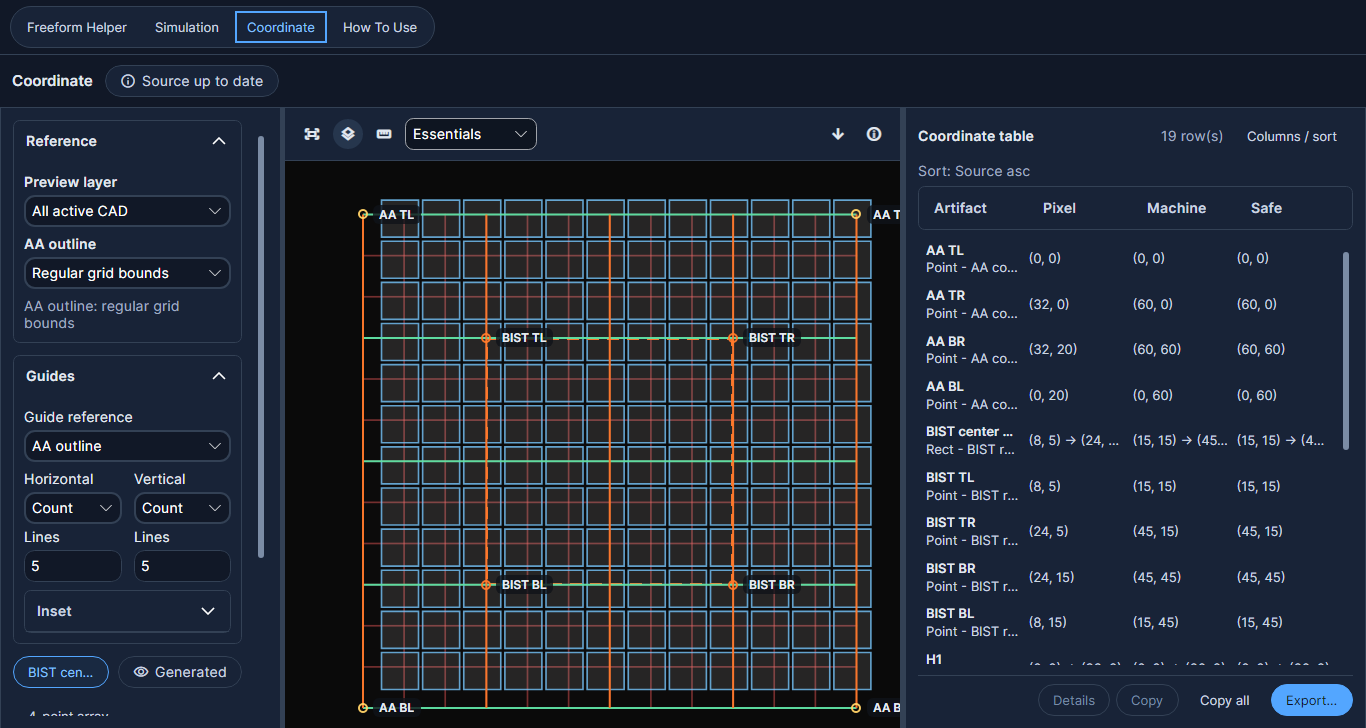 Freeform Helper Simulation Coordinate How To Use
Coordinate Source up to date
Reference
Preview layer
All active CAD
AA outline
Regular grid bounds
AA outline: regular grid
bounds
Guides
Guide reference
AA outline
Horizontal Vertical
Count Count
Lines Lines
5 5
Inset
BIST cen... Generated
4-point array
Essentials
AA TL AA T
BIST TL BIST TR
BIST BL BIST BR
AA BL AA B
Coordinate table 19 row(s) Columns / sort
Sort: Source asc
Artifact Pixel Machine Safe
AA TL
Point - AA co... (0, 0) (0, 0) (0, 0)
AA TR
Point - AA co... (32, 0) (60, 0) (60, 0)
AA BR
Point - AA co... (32, 20) (60, 60) (60, 60)
AA BL
Point - AA co... (0, 20) (0, 60) (0, 60)
BIST center ...
Rect - BIST r... (8, 5) → (24, ... (15, 15) → (45... (15, 15) → (4...
BIST TL
Point - BIST r... (8, 5) (15, 15) (15, 15)
BIST TR
Point - BIST r... (24, 5) (45, 15) (45, 15)
BIST BR
Point - BIST r... (24, 15) (45, 45) (45, 45)
BIST BL
Point - BIST r... (8, 15) (15, 45) (15, 45)
H1
Details Copy Copy all Export...